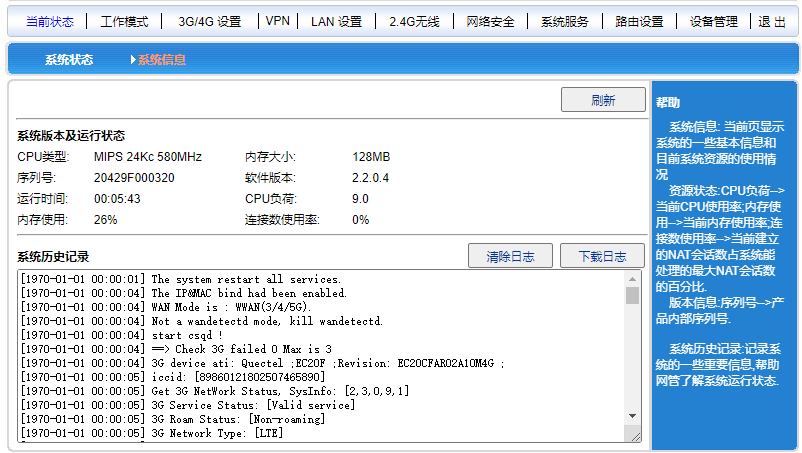 当前状态 工作模式 3G/4G 设置 VPN LAN 设置 2.4G无线 网络安全 系统服务 路由设置 设备管理 退 出
系统状态 系统信息
刷新
系统版本及运行状态
CPU类型: MIPS 24Kc 580MHz 内存大小: 128MB
序列号: 20429F000320 软件版本: 2.2.0.4
运行时间: 00:05:43 CPU负荷: 9.0
内存使用: 26% 连接数使用率: 0%
系统历史记录 清除日志 下载日志
[1970-01-01 00:00:01] The system restart all services.
[1970-01-01 00:00:04] The IP&MAC bind had been enabled.
[1970-01-01 00:00:04] WAN Mode is : WWAN(3/4/5G).
[1970-01-01 00:00:04] Not a wandetectd mode, kill wandetectd.
[1970-01-01 00:00:04] start csqd !
[1970-01-01 00:00:04] ==> Check 3G failed 0 Max is 3
[1970-01-01 00:00:04] 3G device ati: Quectel ;EC20F ;Revision: EC20CFAR02A10M4G ;
[1970-01-01 00:00:05] iccid: [89860121802507465890]
[1970-01-01 00:00:05] Get 3G NetWork Status, SysInfo: [2,3,0,9,1]
[1970-01-01 00:00:05] 3G Service Status: [Valid service]
[1970-01-01 00:00:05] 3G Roam Status: [Non-roaming]
[1970-01-01 00:00:05] 3G Network Type: [LTE]
帮助
系统信息: 当前页显示
系统的一些基本信息和
目前系统资源的使用情
况
资源状态:CPU负荷-->
当前CPU使用率;内存使
用-->当前内存使用率;连
接数使用率-->当前建立
的NAT会话数占系统能
处理的最大NAT会话数
的百分比.
版本信息:序列号-->产
品内部序列号.
系统历史记录:记录系
统的一些重要信息,帮助
网管了解系统运行状态.